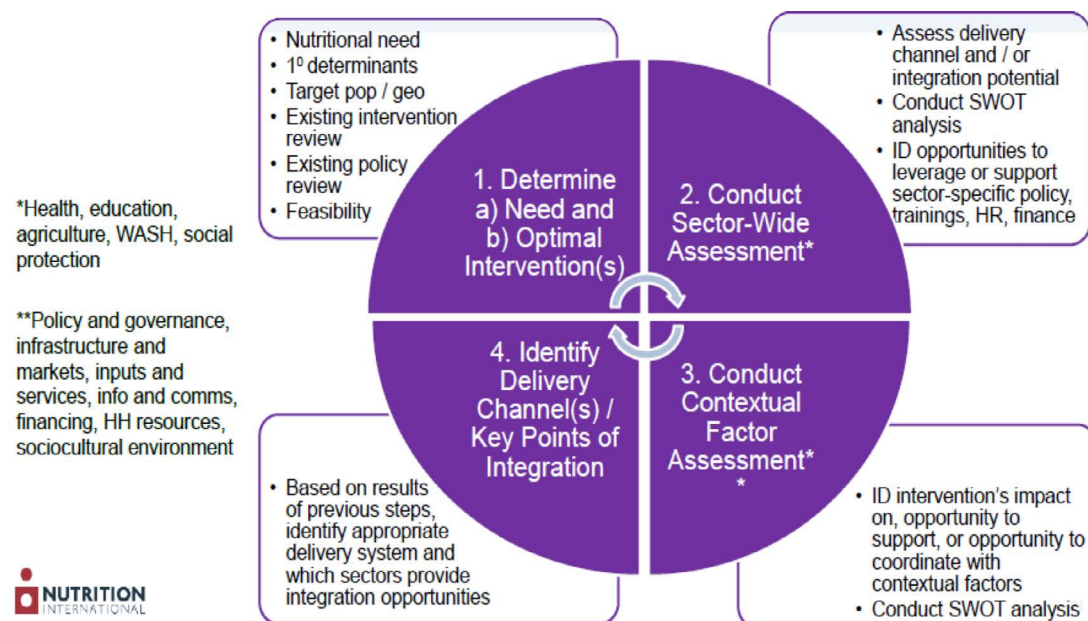 • Nutritional need
• 1⁰ determinants
• Target pop / geo
• Existing intervention
review
• Existing policy
review
• Feasibility
1. Determine
a) Need and
b) Optimal
Intervention(s)
• Assess delivery
channel and / or
integration potential
• Conduct SWOT
analysis
• ID opportunities to
leverage or support
sector-specific policy,
trainings, HR, finance
2. Conduct
Sector-Wide
Assessment*
*Health, education,
agriculture, WASH, social
protection
**Policy and governance,
infrastructure and
markets, inputs and
services, info and comms,
financing, HH resources,
sociocultural environment
4. Identify
Delivery
Channel(s) /
Key Points of
Integration
• Based on results
of previous steps,
identify appropriate
delivery system and
which sectors provide
integration opportunities
3. Conduct
Contextual
Factor
Assessment*
*
• ID intervention’s impact
on, opportunity to
support, or opportunity to
coordinate with
contextual factors
• Conduct SWOT analysis
NUTRITION
INTERNATIONAL